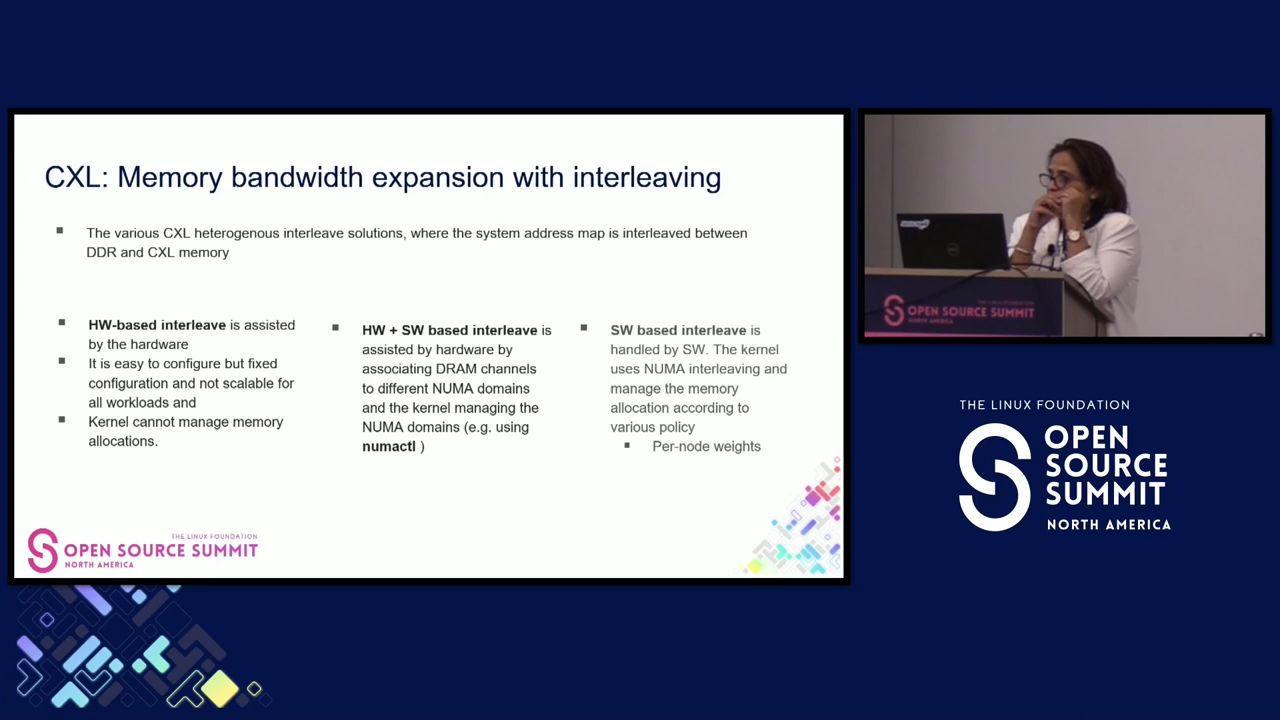 CXL: Memory bandwidth expansion with interleaving
The various CXL heterogenous interleave solutions, where the system address map is interleaved between
DDR and CXL memory
HW-based interleave is assisted
by the hardware
It is easy to configure but fixed
configuration and not scalable for
all workloads and
Kernel cannot manage memory
allocations.
HW + SW based interleave is
assisted by hardware by
associating DRAM channels
to different NUMA domains
and the kernel managing the
NUMA domains (e.g. using
numactl )
SW based interleave is
handled by SW. The kernel
uses NUMA interleaving and
manage the memory
allocation according to
various policy
Per-node weights
THE LINUX FOUNDATION
OPEN SOURCE SUMMIT
NORTH AMERICA
OPEN SOURCE SUMMIT
NORTH AMERICA
THE LINUX FOUNDATION
OPEN
SOURCE
SUMMIT
NORTH AMERICA